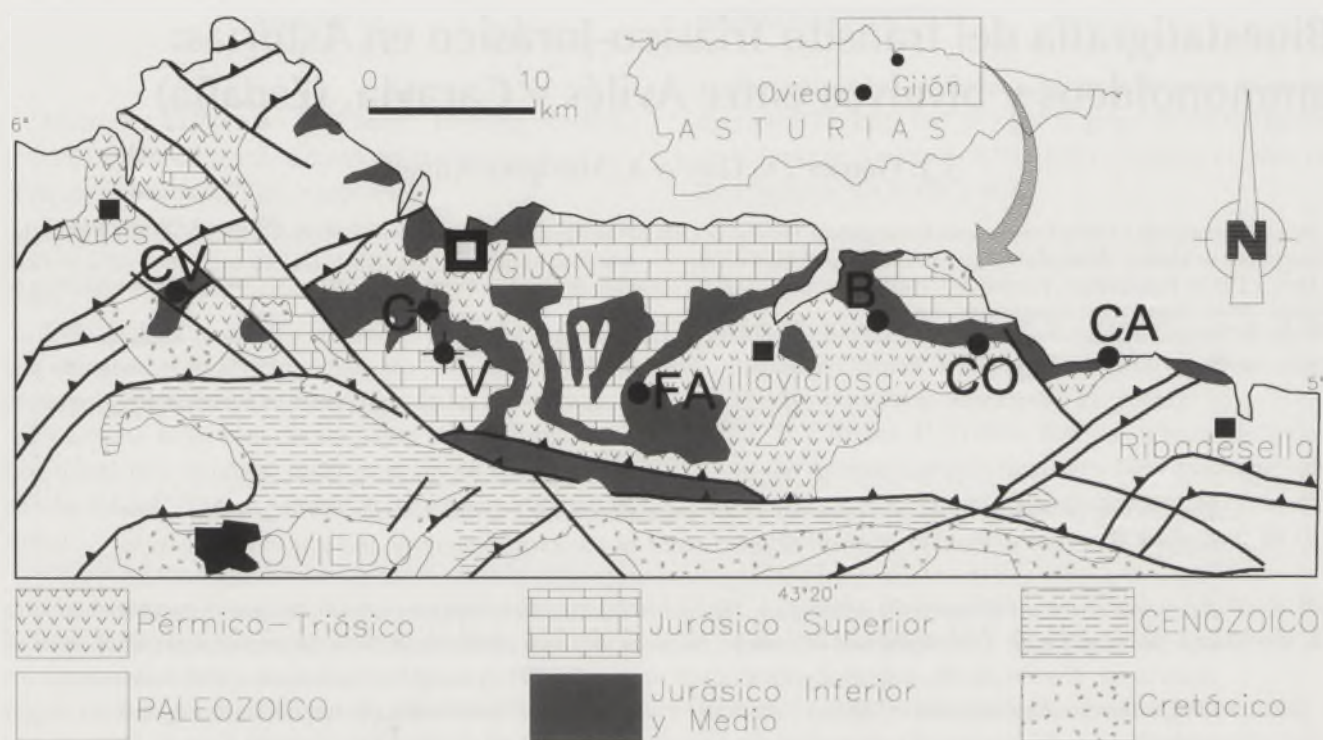 0 10
km
Gijón
Oviedo
ASTURIAS
6°
N
Avilés
CV
GIJON
C
V
FA
Villaviciosa
B
CO
CA
5°
Ribadesella
OVIEDO
43°20'
Pérmico-Triásico
Jurásico Superior
CENOZOICO
PALEOZOICO
Jurásico Inferior
y Medio
Cretácico